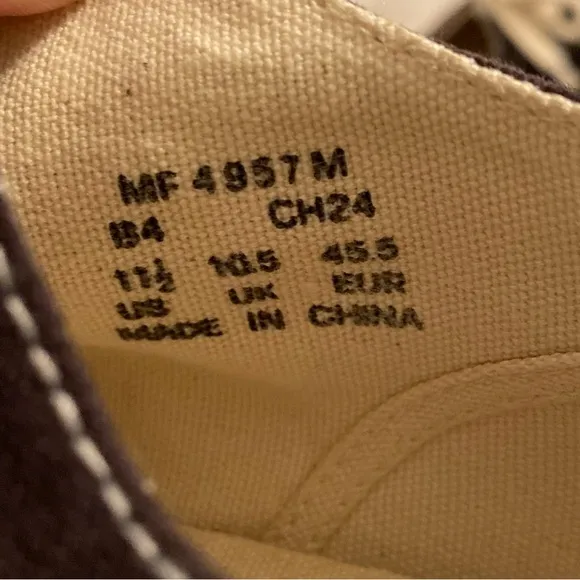 MF 4957 M
B4 CH24
11½ 10.5 45.5
US UK EUR
MADE IN CHINA